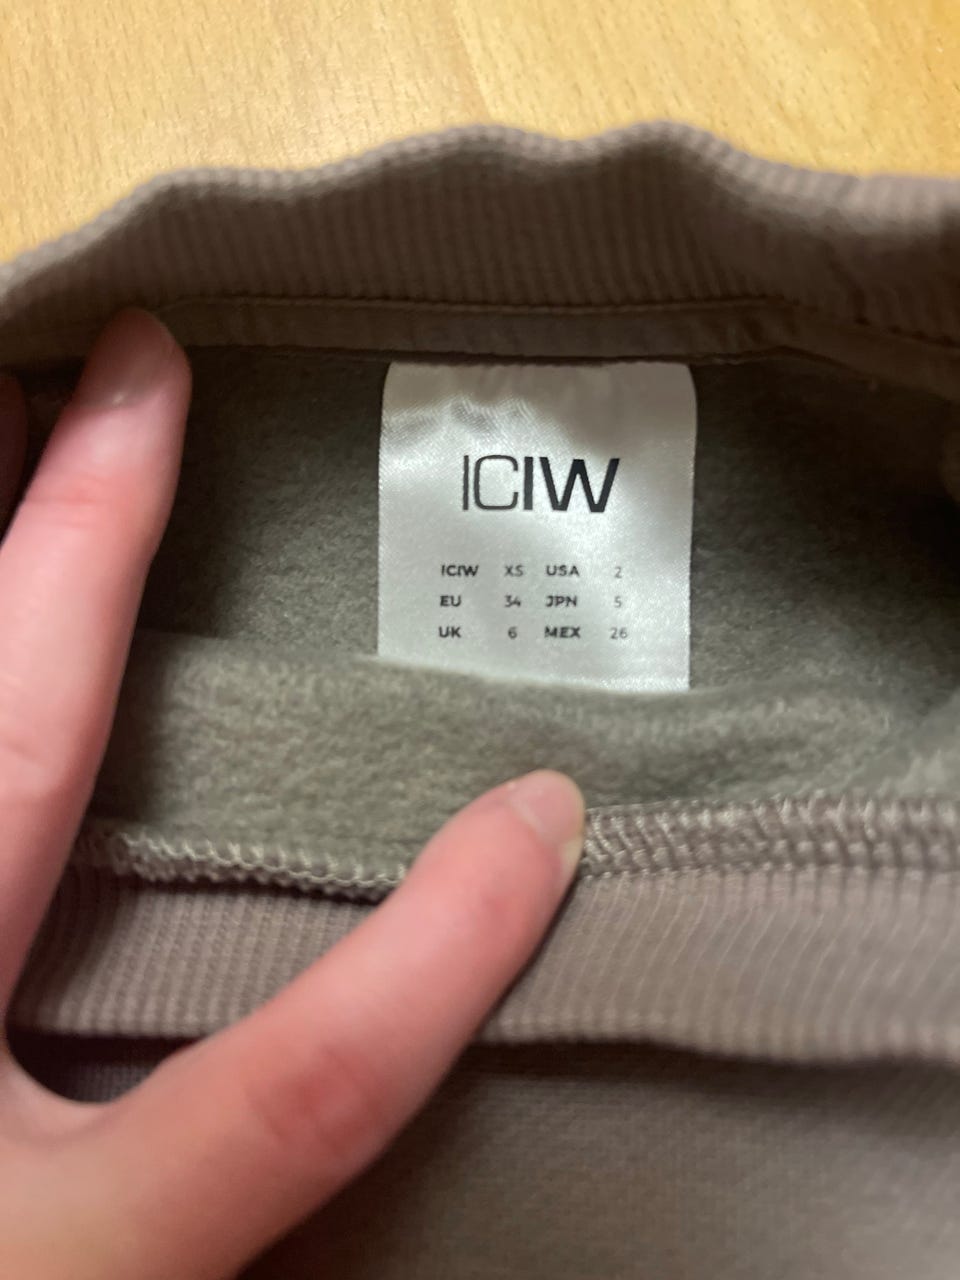 ICIW
ICIW XS USA 2
EU 34 JPN 5
UK 6 MEX 26